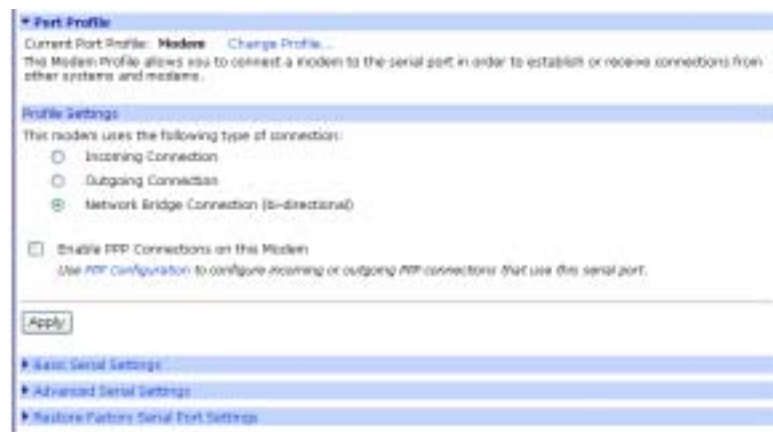 Port Profile
Current Port Profile: Modem Change Profile...
The Modem Profile allows you to connect a modem to the serial port in order to establish or receive connections from
other systems and modems.
Profile Settings
This modem uses the following type of connection:
Incoming Connection
Outgoing Connection
Network Bridge Connection (bi-directional)
Enable PPP Connections on this Modem
Use PPP Configuration to configure incoming or outgoing PPP connections that use this serial port.
Apply
Basic Serial Settings
Advanced Serial Settings
Restore Factory Serial Port Settings